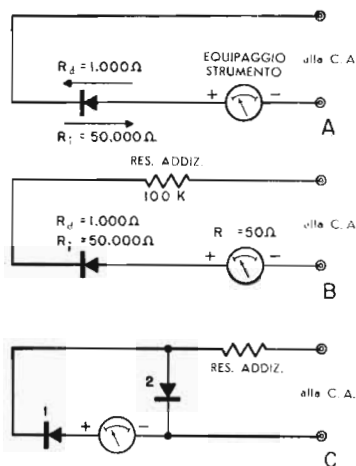 EQUIPAGGIO
STRUMENTO
alla C. A
R_d = 1.000Ω
+ −
R_i = 50.000Ω
A
RES. ADDIZ.
100 K
R_d = 1.000Ω
R_i = 50.000Ω
R = 50Ω
alla C. A.
+ −
B
2
RES. ADDIZ.
alla C. A.
1
+ −
C